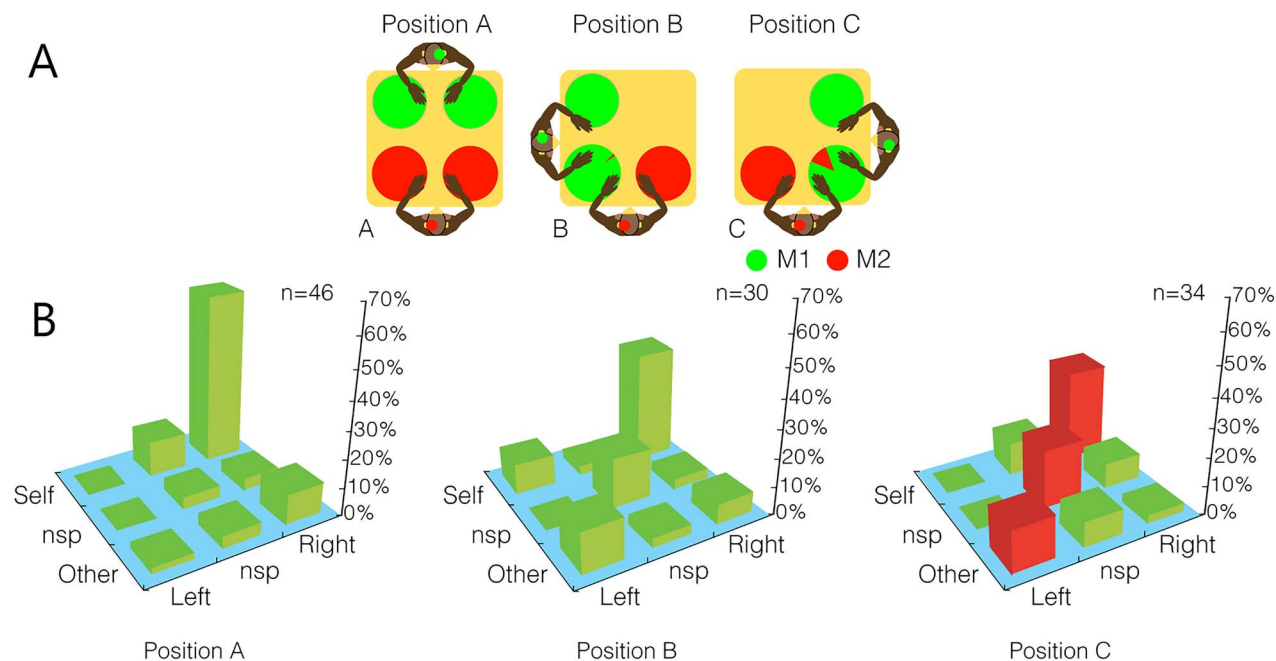 A
Position A Position B Position C
A B C
M1 M2
B
n=46 n=30 n=34
70% 70% 70%
60% 60% 60%
50% 50% 50%
40% 40% 40%
30% 30% 30%
20% 20% 20%
10% 10% 10%
0% 0% 0%
Self Self Self
nsp nsp nsp
Other Other Other
Right Right Right
nsp nsp nsp
Left Left Left
Position A Position B Position C